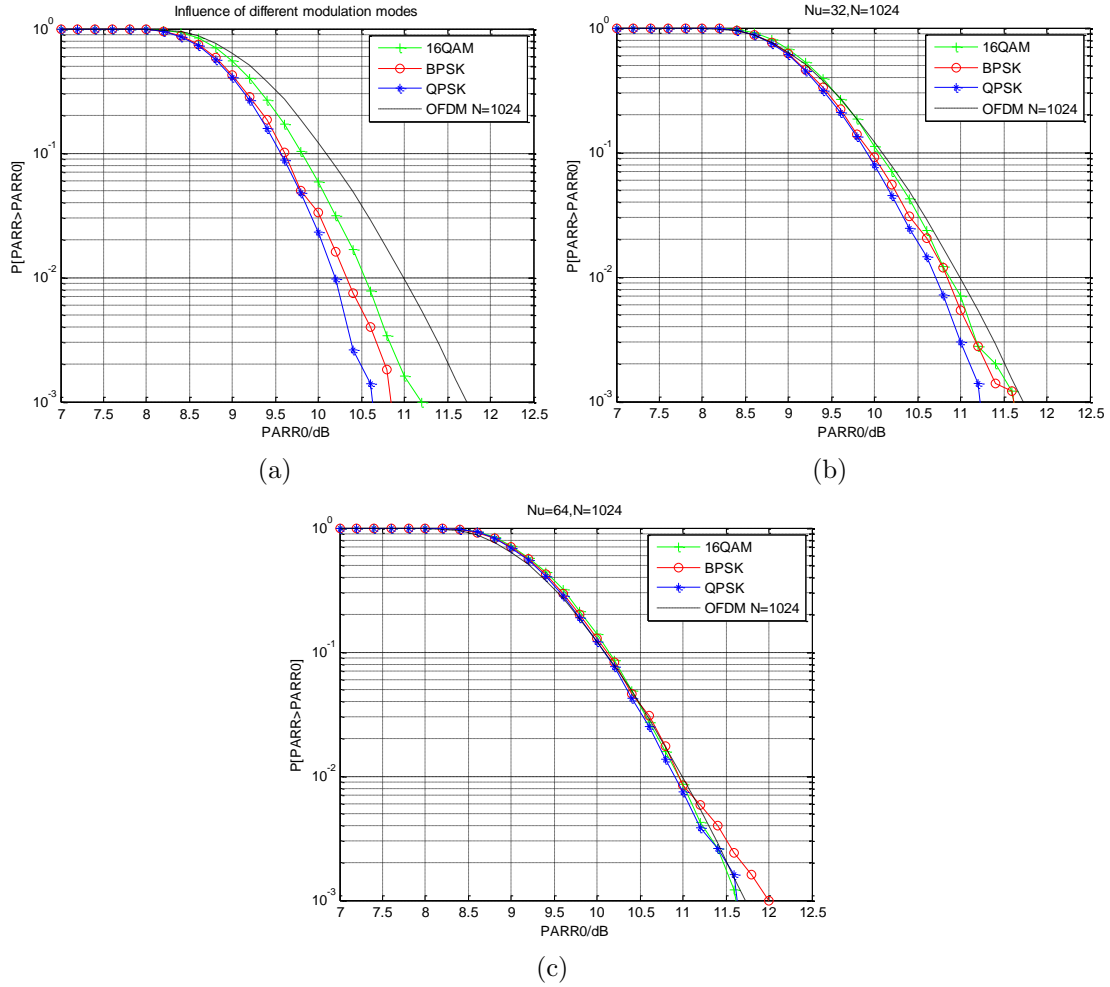 Influence of different modulation modes
16QAM
BPSK
QPSK
OFDM N=1024
P[PARR>PARR0]
10^0
10^-1
10^-2
10^-3
7 7.5 8 8.5 9 9.5 10 10.5 11 11.5 12 12.5
PARR0/dB
(a)
Nu=32,N=1024
16QAM
BPSK
QPSK
OFDM N=1024
P[PARR>PARR0]
10^0
10^-1
10^-2
10^-3
7 7.5 8 8.5 9 9.5 10 10.5 11 11.5 12 12.5
PARR0/dB
(b)
Nu=64,N=1024
16QAM
BPSK
QPSK
OFDM N=1024
P[PARR>PARR0]
10^0
10^-1
10^-2
10^-3
7 7.5 8 8.5 9 9.5 10 10.5 11 11.5 12 12.5
PARR0/dB
(c)